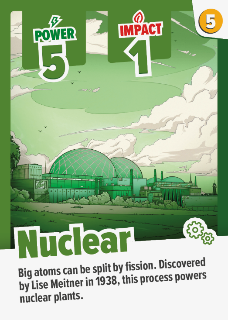 POWER
5
IMPACT
1
5
Nuclear
Big atoms can be split by fission. Discovered
by Lise Meitner in 1938, this process powers
nuclear plants.